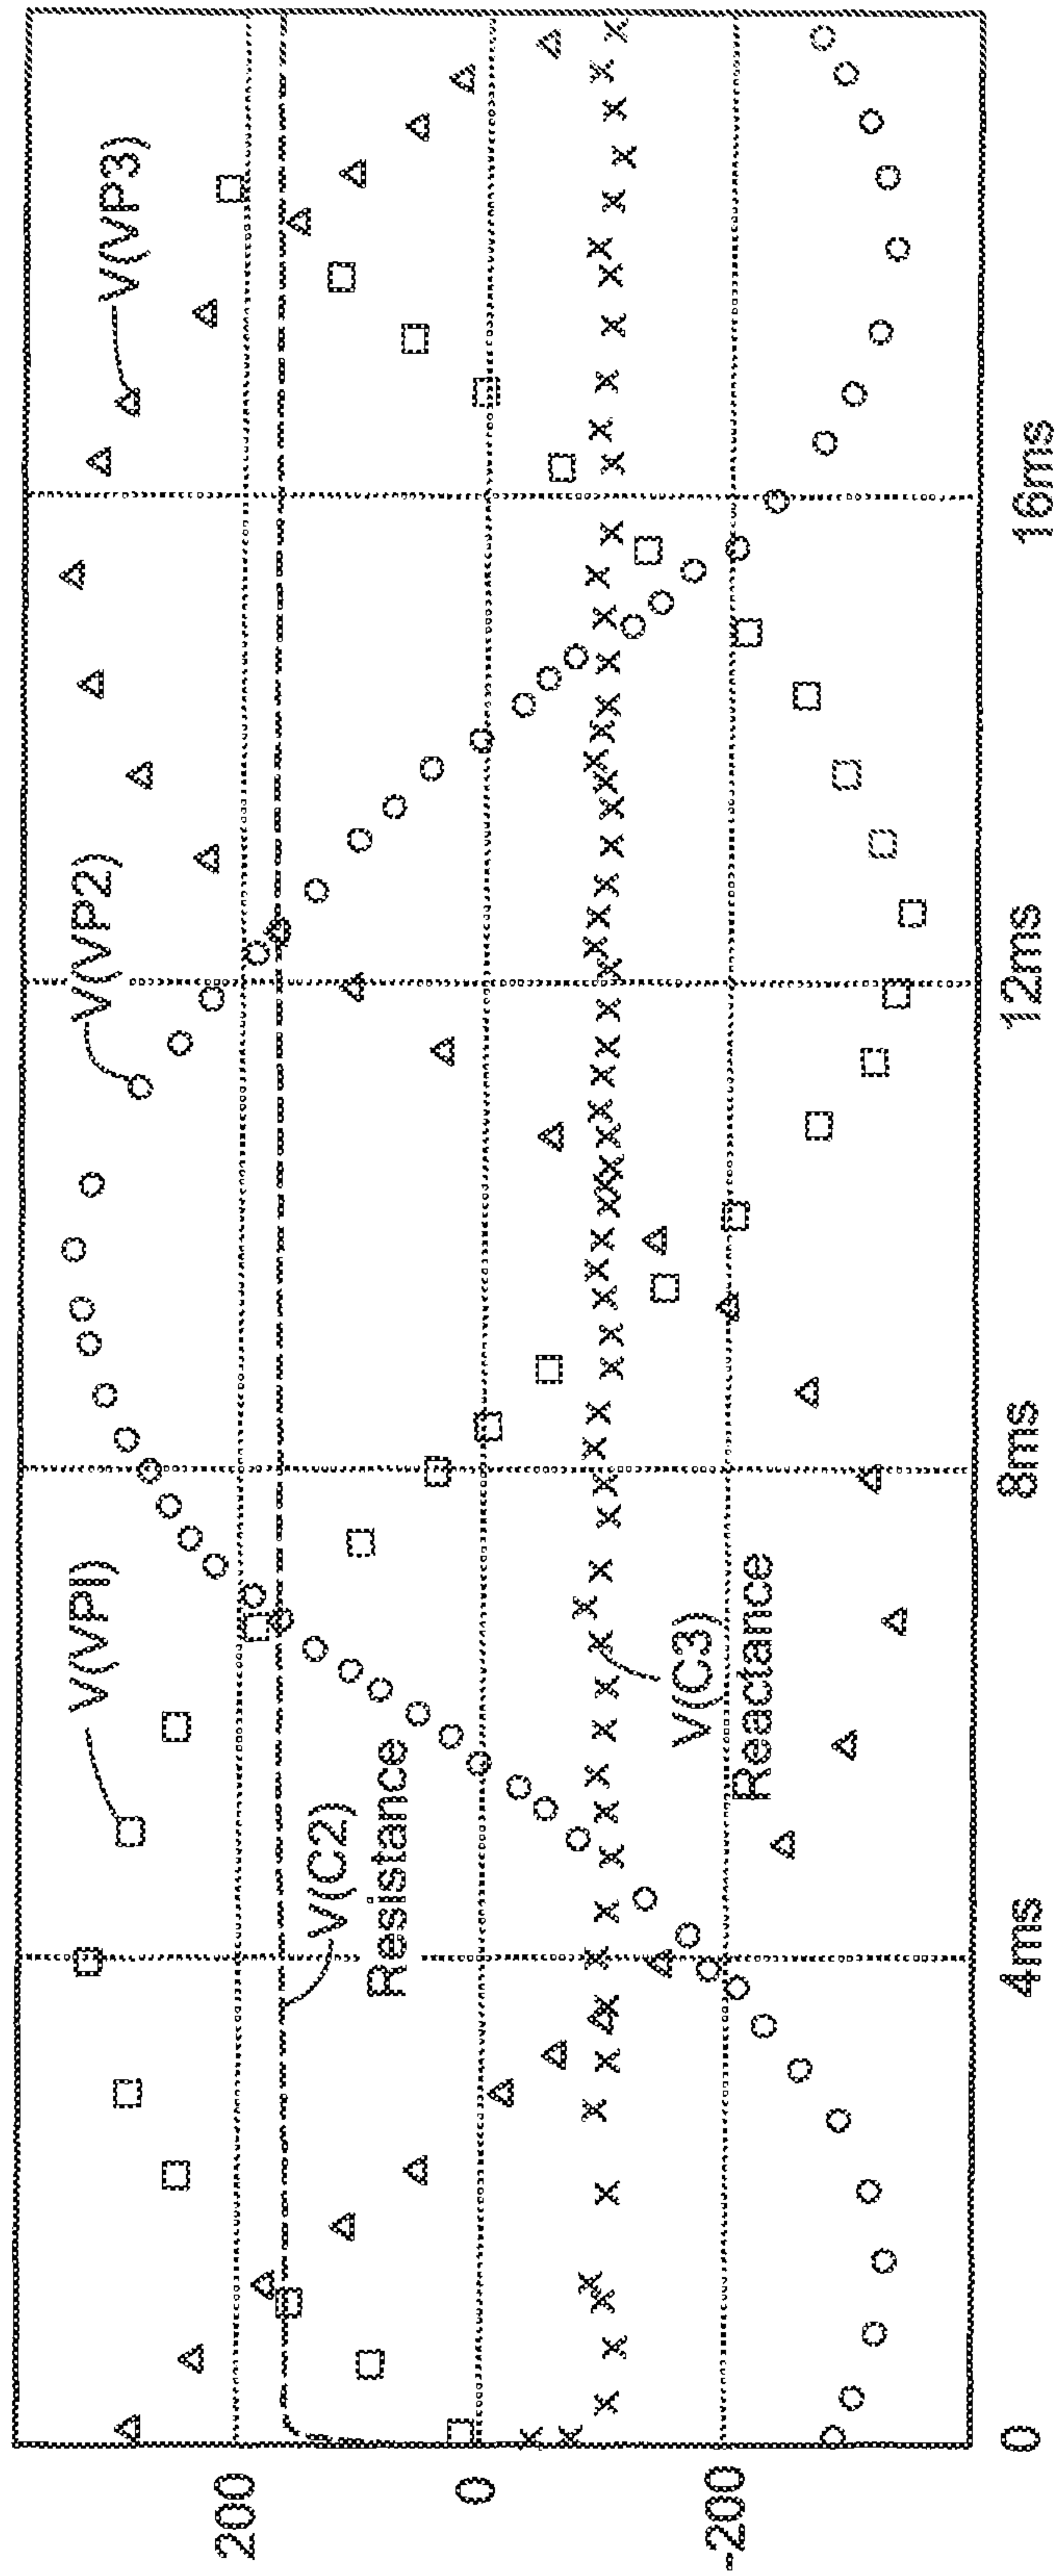 V(VPI)
V(VP2)
V(VP3)
200
V(C2)
Resistance
0
V(C3)
Reactance
-200
0
4ms
8ms
12ms
16ms